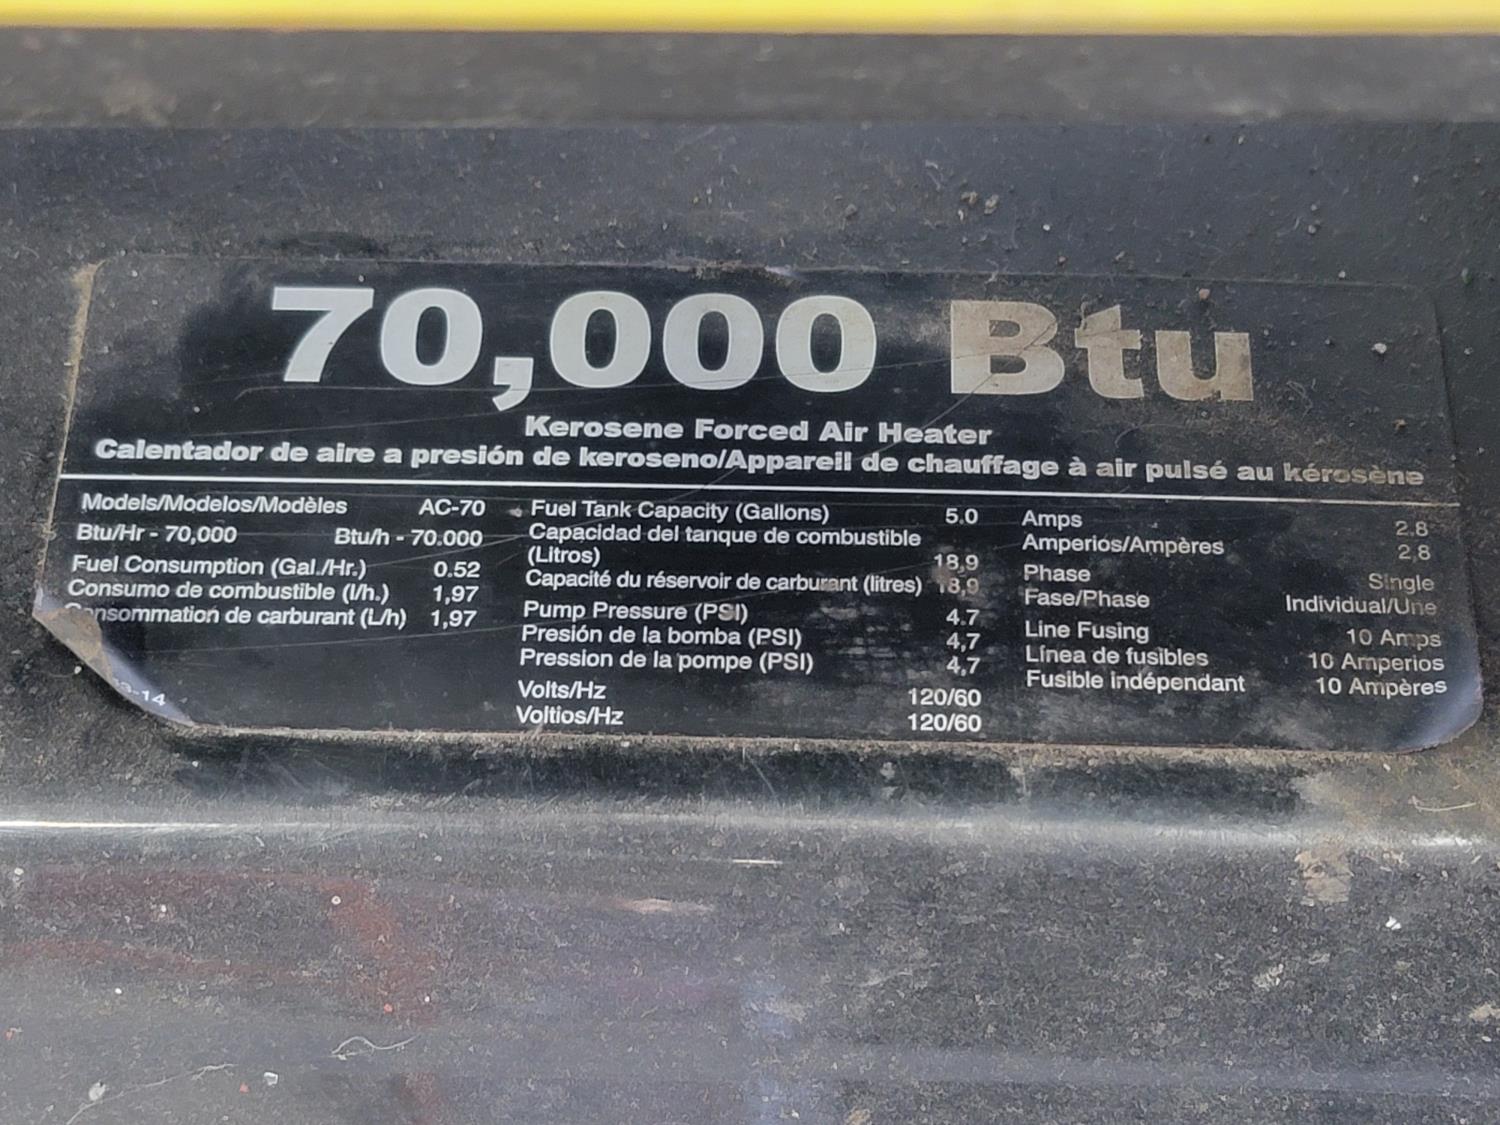 70,000 Btu
Kerosene Forced Air Heater
Calentador de aire a presión de keroseno/Appareil de chauffage à air pulsé au kérosène
Models/Modelos/Modèles AC-70
Btu/Hr - 70,000 Btu/h - 70.000
Fuel Consumption (Gal./Hr.) 0.52
Consumo de combustible (l/h.) 1,97
de carburant (L/h) 1,97
Fuel Tank Capacity (Gallons) 5.0
Capacidad del tanque de combustible
(Litros) 18,9
Capacité du réservoir de carburant (litres) 18,9
Pump Pressure (PSI) 4.7
Presión de la bomba (PSI) 4,7
Pression de la pompe (PSI) 4,7
Volts/Hz 120/60
Voltios/Hz 120/60
Amps 2.8
Amperios/Ampères 2,8
Phase Single
Fase/Phase Individual/Une
Line Fusing 10 Amps
Línea de fusibles 10 Amperios
Fusible indépendant 10 Ampères